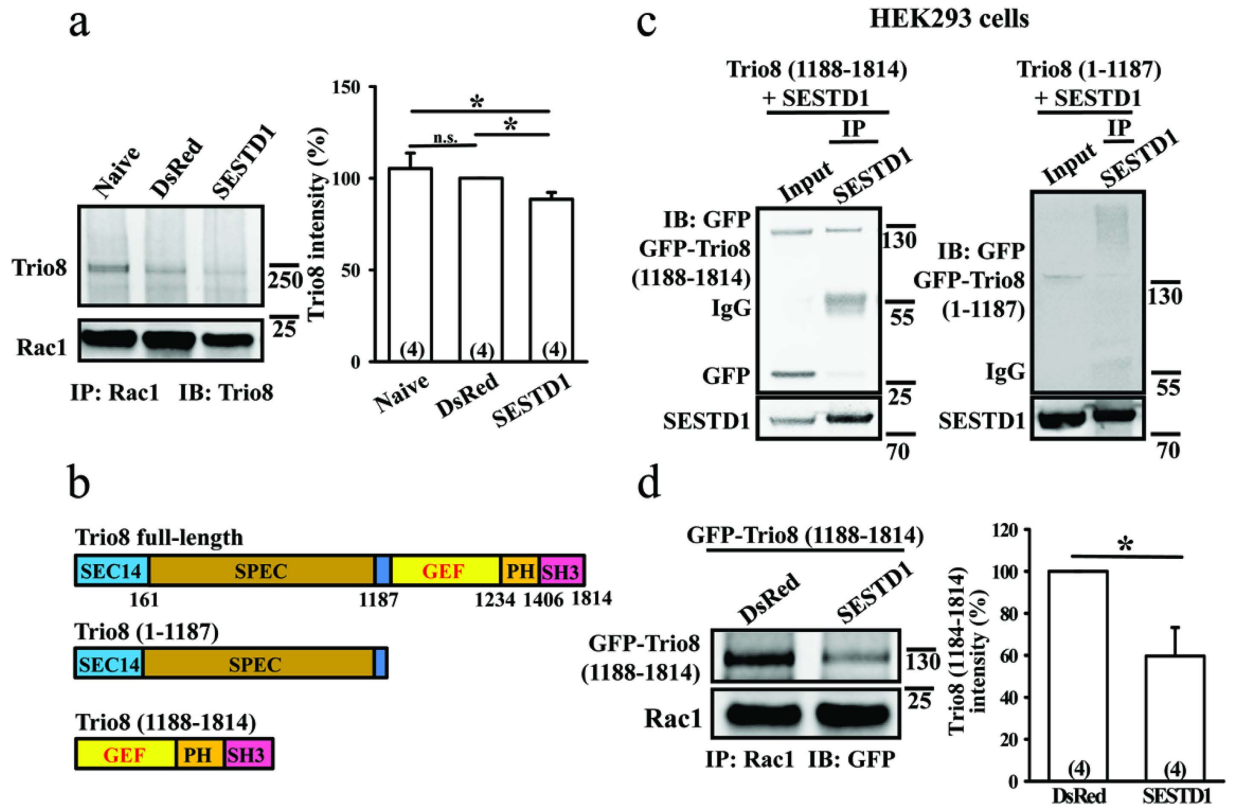 a
Naive
DsRed
SESTD1
Trio8
250
25
Rac1
IP: Rac1 IB: Trio8
Trio8 intensity (%)
150
100
50
0
*
n.s.
*
(4)
(4)
(4)
Naive
DsRed
SESTD1
b
Trio8 full-length
SEC14
SPEC
GEF
PH
SH3
161
1187
1234
1406
1814
Trio8 (1-1187)
SEC14
SPEC
Trio8 (1188-1814)
GEF
PH
SH3
c
HEK293 cells
Trio8 (1188-1814)
+ SESTD1
IP
Input
SESTD1
IB: GFP
GFP-Trio8
(1188-1814)
IgG
GFP
SESTD1
130
55
25
70
Trio8 (1-1187)
+ SESTD1
IP
Input
SESTD1
IB: GFP
GFP-Trio8
(1-1187)
IgG
SESTD1
130
55
70
d
GFP-Trio8 (1188-1814)
DsRed
SESTD1
GFP-Trio8
(1188-1814)
130
25
Rac1
IP: Rac1 IB: GFP
Trio8 (1184-1814)
intensity (%)
120
100
80
60
40
20
0
*
(4)
(4)
DsRed
SESTD1